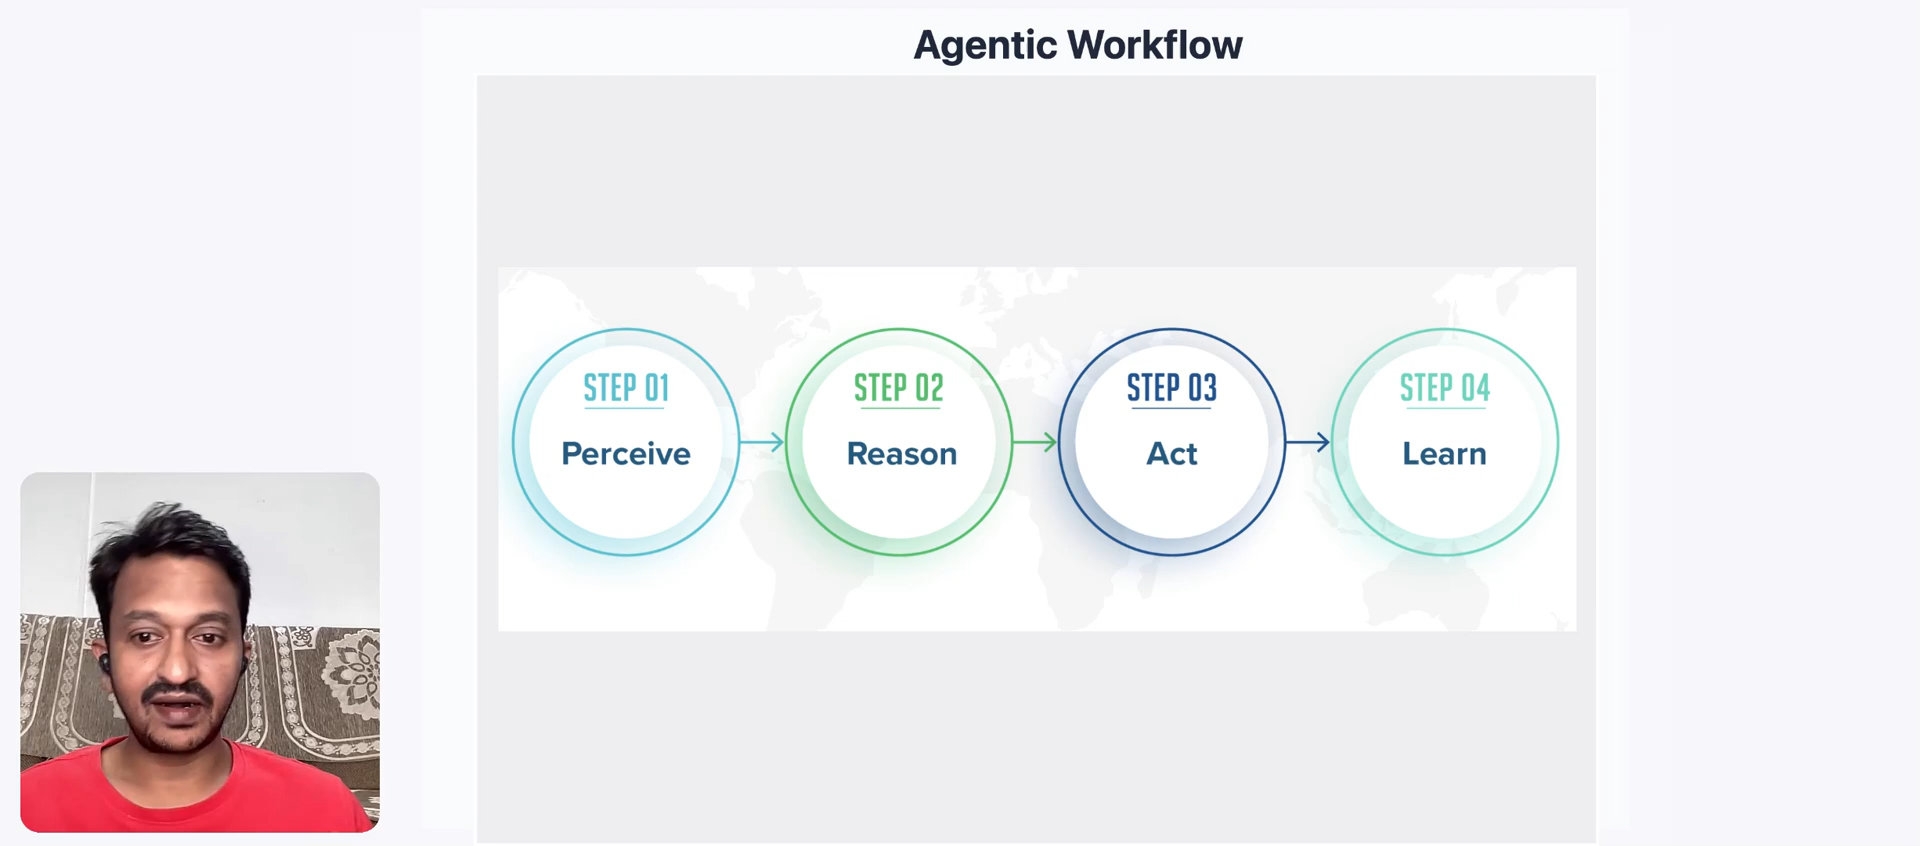 Agentic Workflow
STEP 01
Perceive
STEP 02
Reason
STEP 03
Act
STEP 04
Learn